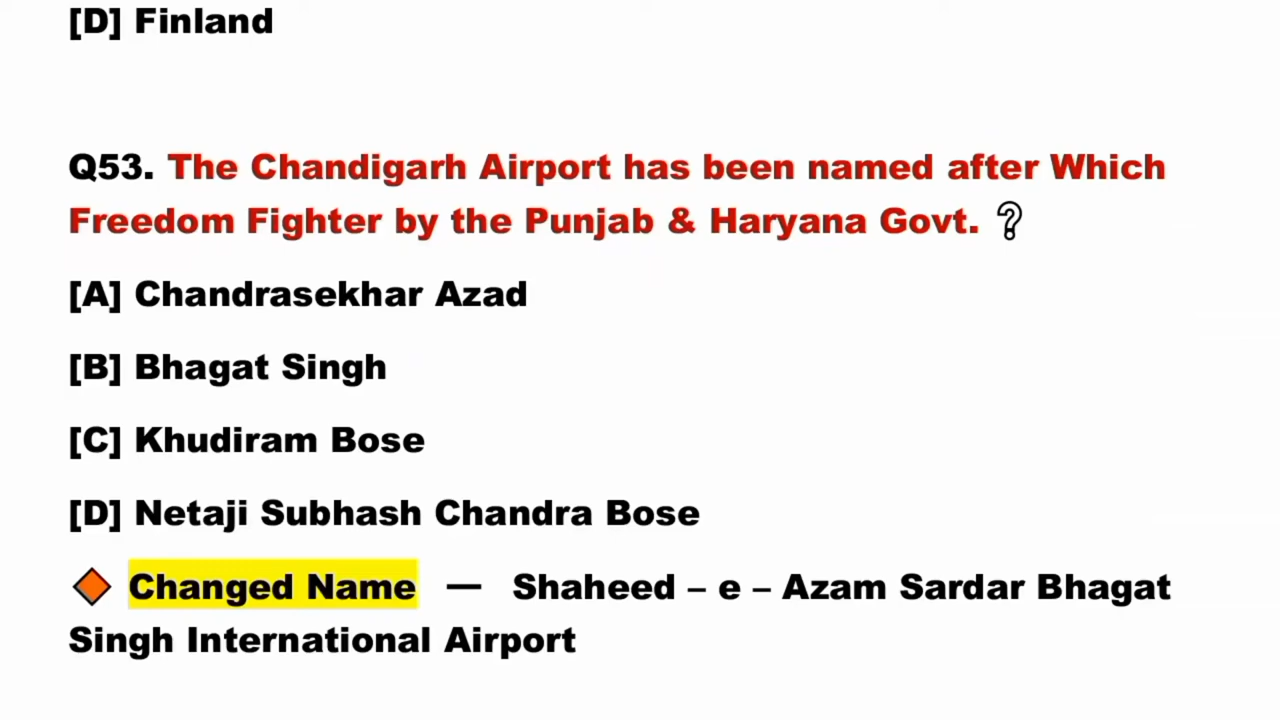 [D] Finland
Q53. The Chandigarh Airport has been named after Which
Freedom Fighter by the Punjab & Haryana Govt. ?
[A] Chandrasekhar Azad
[B] Bhagat Singh
[C] Khudiram Bose
[D] Netaji Subhash Chandra Bose
Changed Name — Shaheed – e – Azam Sardar Bhagat
Singh International Airport